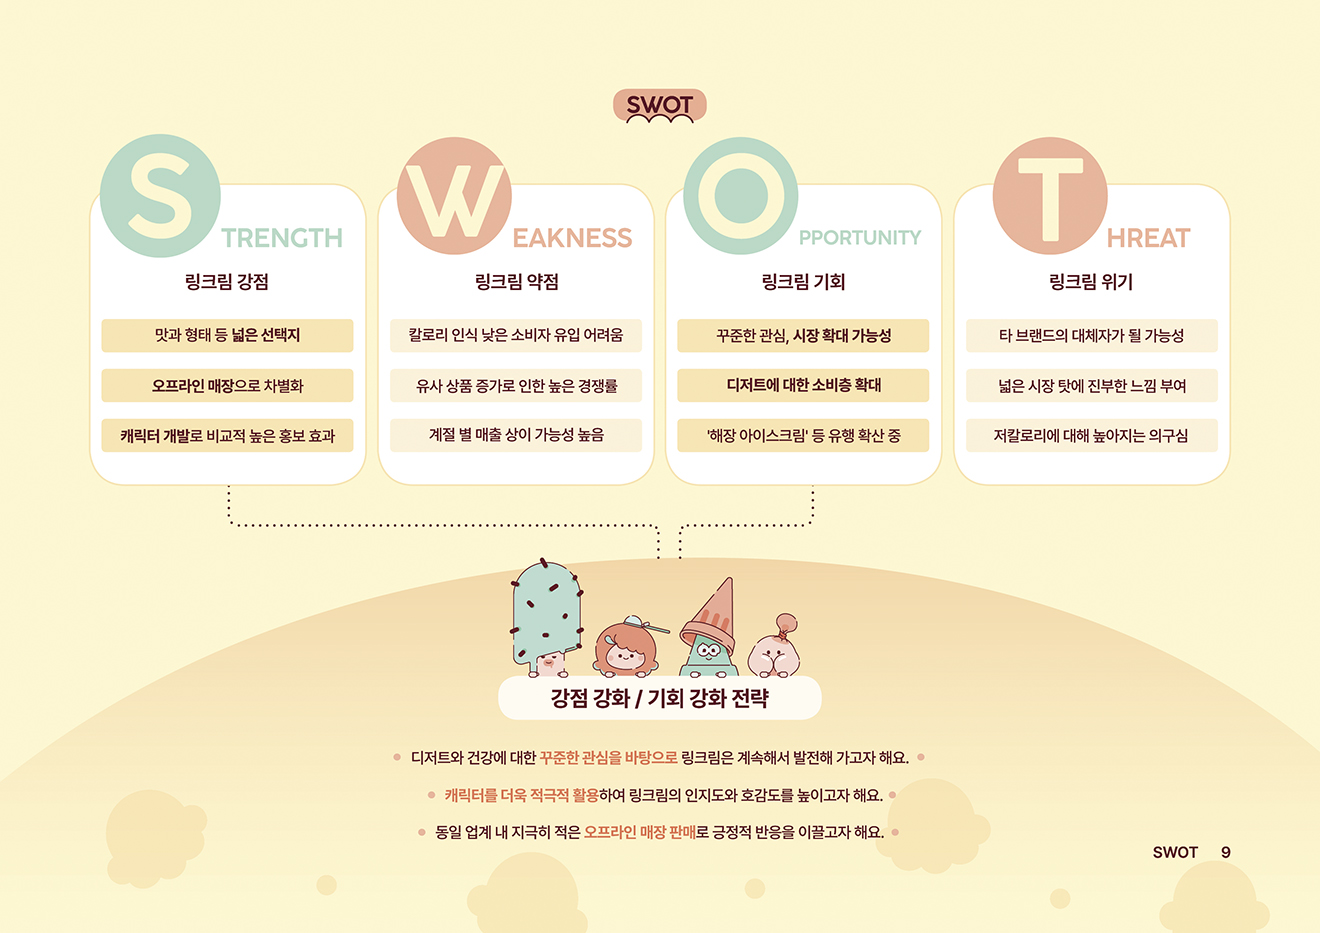 SWOT
STRENGTH
링크림 강점
맛과 형태 등 넓은 선택지
오프라인 매장으로 차별화
캐릭터 개발로 비교적 높은 홍보 효과
WEAKNESS
링크림 약점
칼로리 인식 낮은 소비자 유입 어려움
유사 상품 증가로 인한 높은 경쟁률
계절 별 매출 상이 가능성 높음
OPPORTUNITY
링크림 기회
꾸준한 관심, 시장 확대 가능성
디저트에 대한 소비층 확대
'해장 아이스크림' 등 유행 확산 중
THREAT
링크림 위기
타 브랜드의 대체자가 될 가능성
넓은 시장 탓에 진부한 느낌 부여
저칼로리에 대해 높아지는 의구심
강점 강화 / 기회 강화 전략
디저트와 건강에 대한 꾸준한 관심을 바탕으로 링크림은 계속해서 발전해 가고자 해요.
캐릭터를 더욱 적극적 활용하여 링크림의 인지도와 호감도를 높이고자 해요.
동일 업계 내 지극히 적은 오프라인 매장 판매로 긍정적 반응을 이끌고자 해요.
SWOT 9